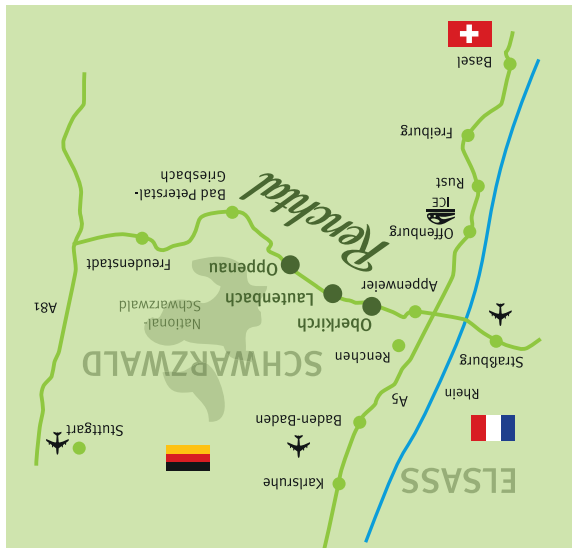 ELSASS
Karlsruhe
Baden-Baden
Stuttgart
A5
Rhein
Straßburg
Renchen
SCHWARZWALD
Oberkirch
Appenweier
National-
Schwarzwald
A81
Lautenbach
Oppenau
Freudenstadt
Offenburg
ICE
Renchtal
Bad Peterstal-
Griesbach
Rust
Freiburg
Basel